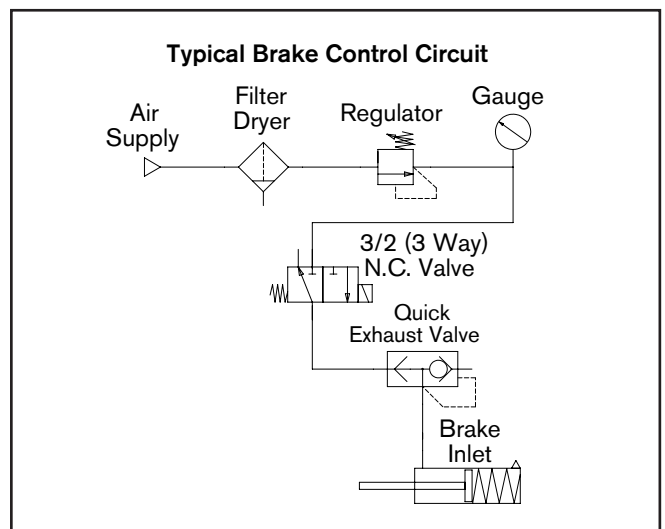 Typical Brake Control Circuit
Air
Supply
Filter
Dryer
Regulator
Gauge
3/2 (3 Way)
N.C. Valve
Quick
Exhaust Valve
Brake
Inlet